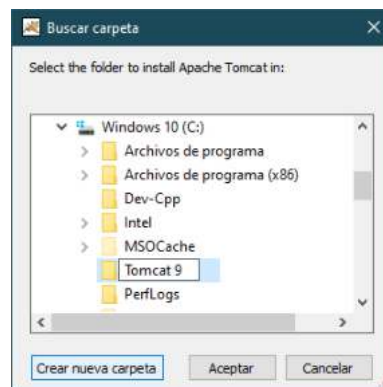 Buscar carpeta
Select the folder to install Apache Tomcat in:
Windows 10 (C:)
Archivos de programa
Archivos de programa (x86)
Dev-Cpp
Intel
MSOCache
Tomcat 9
PerfLogs
Crear nueva carpeta Aceptar Cancelar